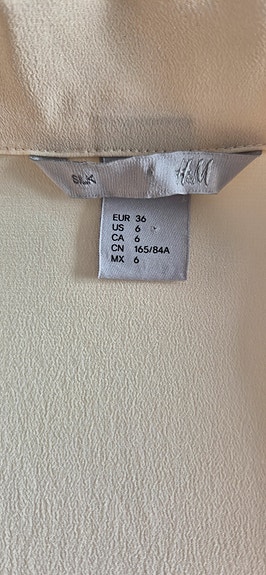 SILK H&M
EUR 36
US 6
CA 6
CN 165/84A
MX 6